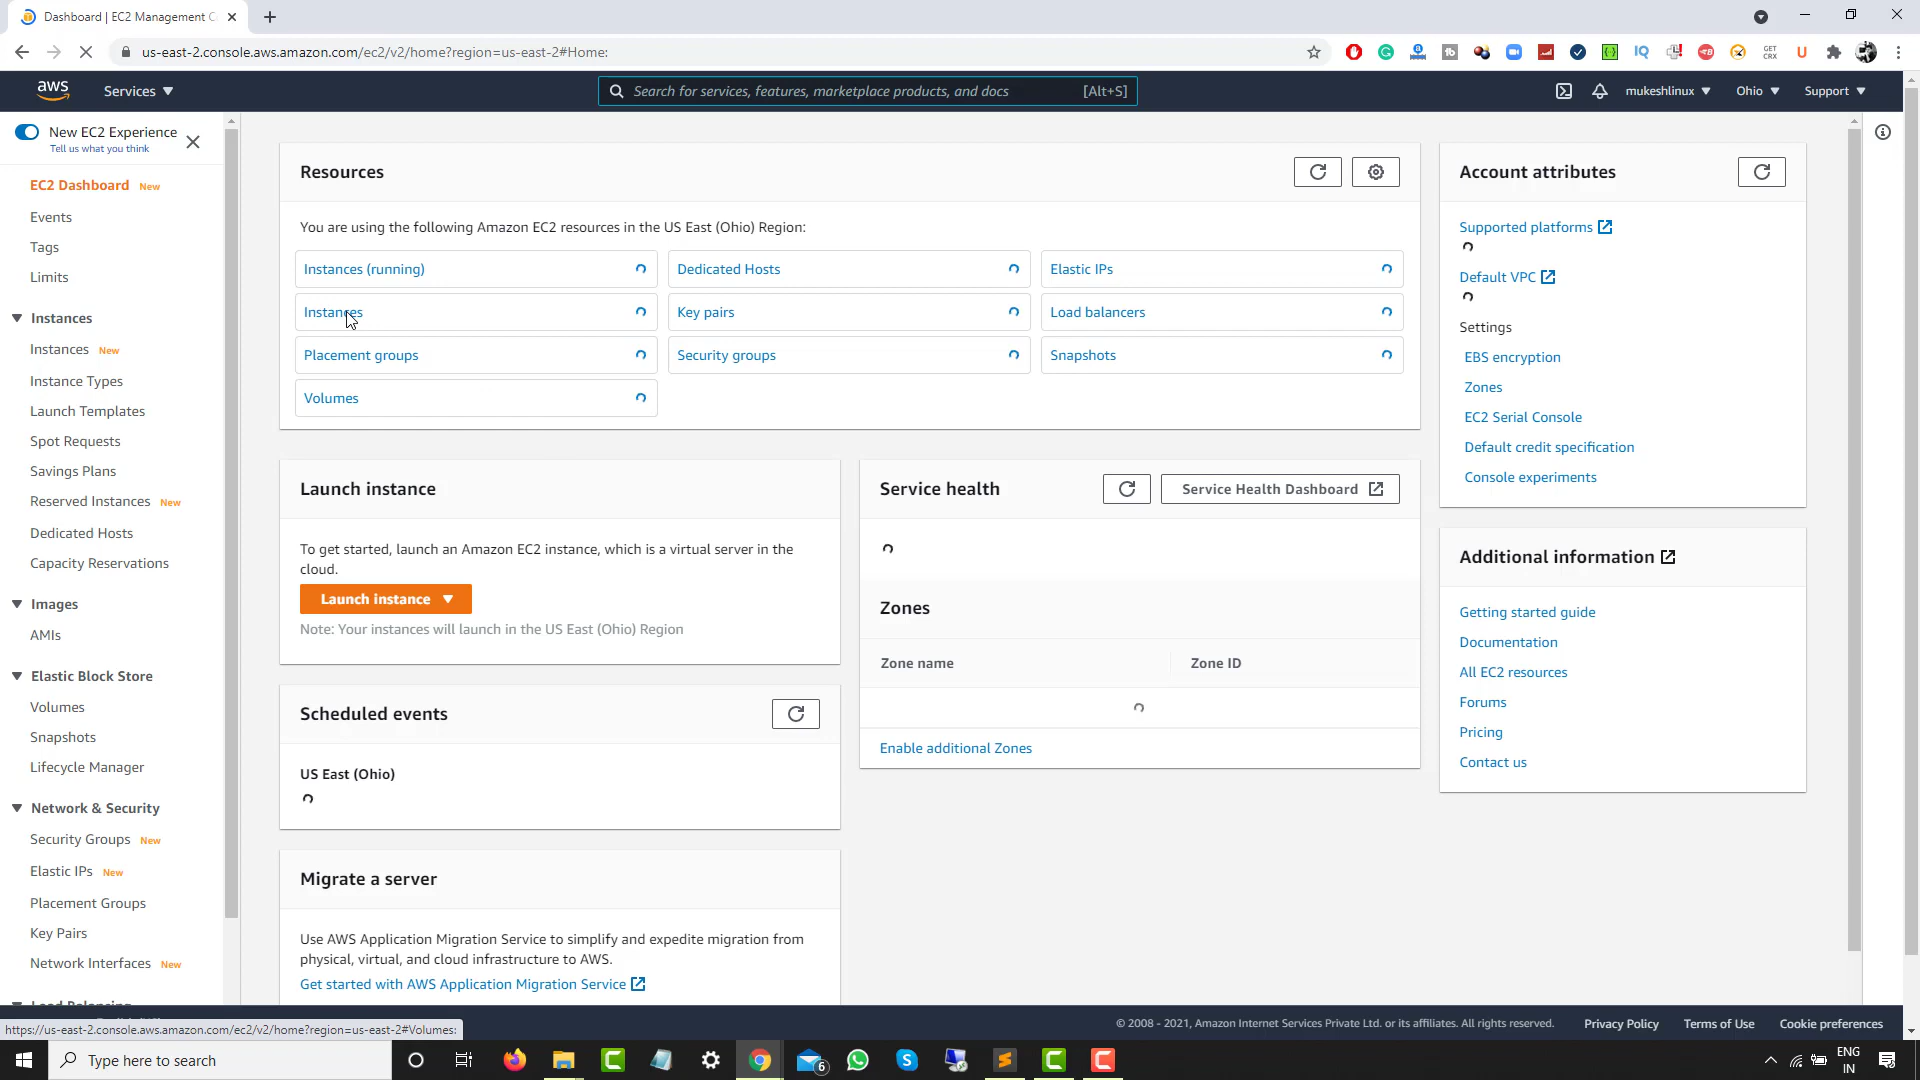 Dashboard | EC2 Management C
us-east-2.console.aws.amazon.com/ec2/v2/home?region=us-east-2#Home:
GET
CRX
U
IQ
aws
Services
Search for services, features, marketplace products, and docs
[Alt+S]
mukeshlinux
Ohio
Support
New EC2 Experience
Tell us what you think
EC2 Dashboard New
Events
Tags
Limits
Instances
Instances New
Instance Types
Launch Templates
Spot Requests
Savings Plans
Reserved Instances New
Dedicated Hosts
Capacity Reservations
Images
AMIs
Elastic Block Store
Volumes
Snapshots
Lifecycle Manager
Network & Security
Security Groups New
Elastic IPs New
Placement Groups
Key Pairs
Network Interfaces New
Load Balancing
Resources
You are using the following Amazon EC2 resources in the US East (Ohio) Region:
Instances (running)
Dedicated Hosts
Elastic IPs
Instances
Key pairs
Load balancers
Placement groups
Security groups
Snapshots
Volumes
Launch instance
To get started, launch an Amazon EC2 instance, which is a virtual server in the
cloud.
Launch instance
Note: Your instances will launch in the US East (Ohio) Region
Scheduled events
US East (Ohio)
Migrate a server
Use AWS Application Migration Service to simplify and expedite migration from
physical, virtual, and cloud infrastructure to AWS.
Get started with AWS Application Migration Service
Service health
Service Health Dashboard
Zones
Zone name
Zone ID
Enable additional Zones
Account attributes
Supported platforms
Default VPC
Settings
EBS encryption
Zones
EC2 Serial Console
Default credit specification
Console experiments
Additional information
Getting started guide
Documentation
All EC2 resources
Forums
Pricing
Contact us
https://us-east-2.console.aws.amazon.com/ec2/v2/home?region=us-east-2#Volumes:
© 2008 - 2021, Amazon Internet Services Private Ltd. or its affiliates. All rights reserved.
Privacy Policy
Terms of Use
Cookie preferences
Type here to search
6
ENG
IN